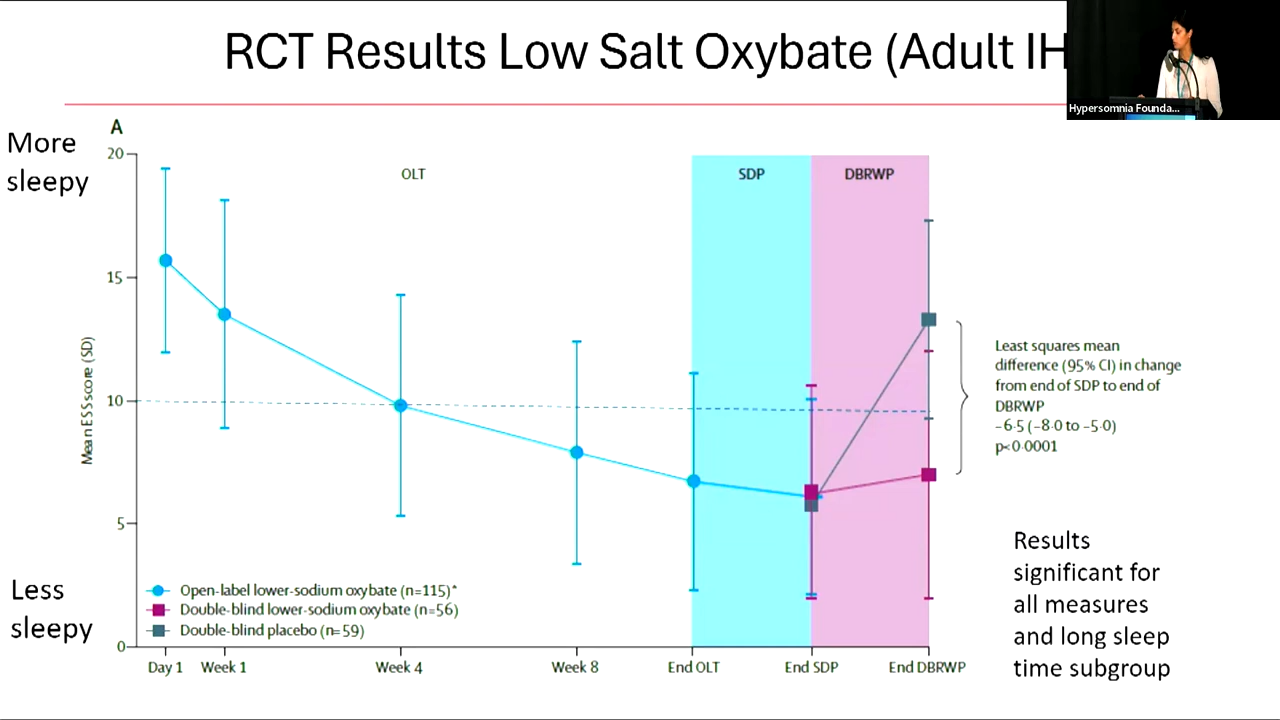 RCT Results Low Salt Oxybate (Adult IH
Hypersomnia Founda...
More
sleepy
A
20
15
10
5
0
Mean ESS score (SD)
OLT
SDP
DBRWP
Least squares mean
difference (95% CI) in change
from end of SDP to end of
DBRWP
−6·5 (−8·0 to −5·0)
p<0·0001
Less
sleepy
Open-label lower-sodium oxybate (n=115)*
Double-blind lower-sodium oxybate (n=56)
Double-blind placebo (n=59)
Day 1
Week 1
Week 4
Week 8
End OLT
End SDP
End DBRWP
Results
significant for
all measures
and long sleep
time subgroup